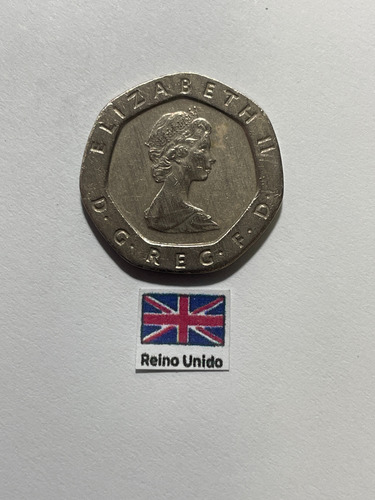 ELIZABETH II
D·G·REG·F·D
Reino Unido